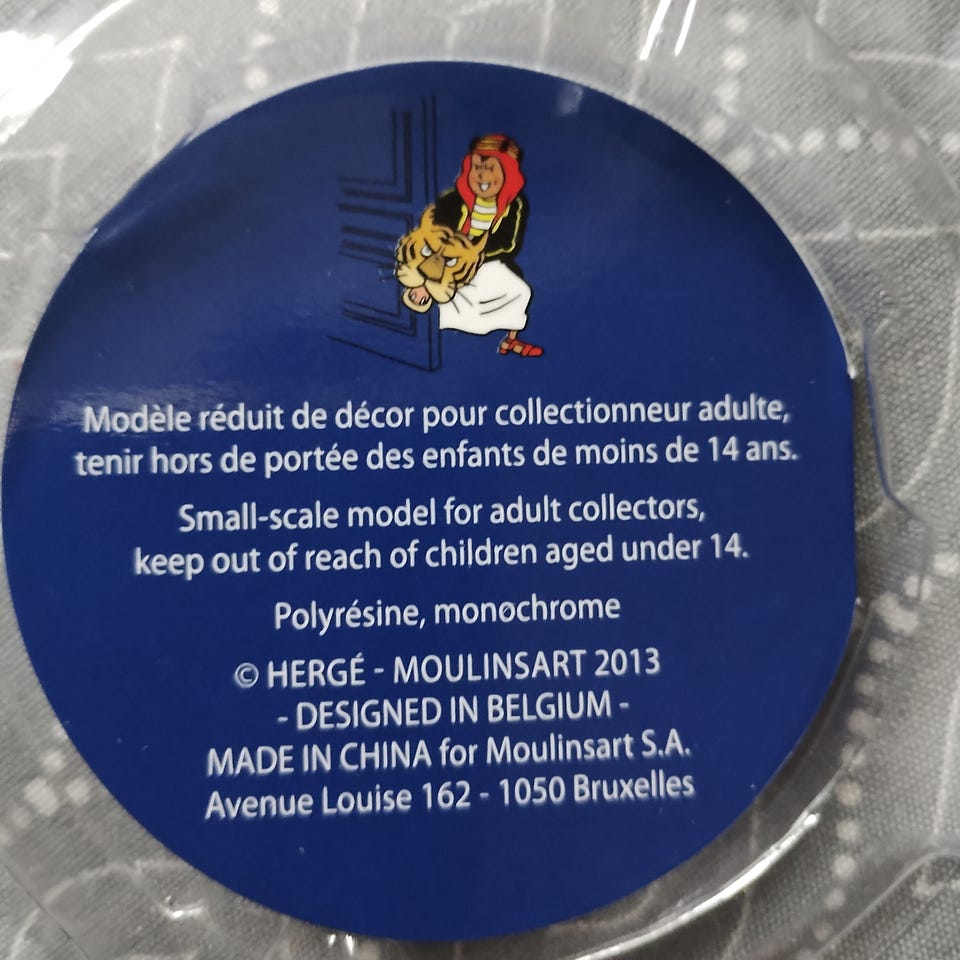 Modèle réduit de décor pour collectionneur adulte,
tenir hors de portée des enfants de moins de 14 ans.
Small-scale model for adult collectors,
keep out of reach of children aged under 14.
Polyrésine, monochrome
© HERGÉ - MOULINSART 2013
- DESIGNED IN BELGIUM -
MADE IN CHINA for Moulinsart S.A.
Avenue Louise 162 - 1050 Bruxelles